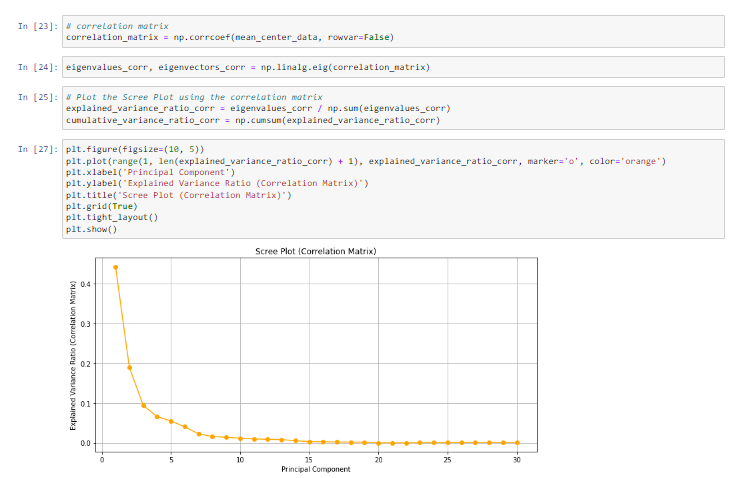 In [23]: # correlation matrix
correlation_matrix = np.corrcoef(mean_center_data, rowvar=False)
In [24]: eigenvalues_corr, eigenvectors_corr = np.linalg.eig(correlation_matrix)
In [25]: # Plot the Scree Plot using the correlation matrix
explained_variance_ratio_corr = eigenvalues_corr / np.sum(eigenvalues_corr)
cumulative_variance_ratio_corr = np.cumsum(explained_variance_ratio_corr)
In [27]: plt.figure(figsize=(10, 5))
plt.plot(range(1, len(explained_variance_ratio_corr) + 1), explained_variance_ratio_corr, marker='o', color='orange')
plt.xlabel('Principal Component')
plt.ylabel('Explained Variance Ratio (Correlation Matrix)')
plt.title('Scree Plot (Correlation Matrix)')
plt.grid(True)
plt.tight_layout()
plt.show()
Scree Plot (Correlation Matrix)
Explained Variance Ratio (Correlation Matrix)
0.4
0.3
0.2
0.1
0.0
0 5 10 15 20 25 30
Principal Component